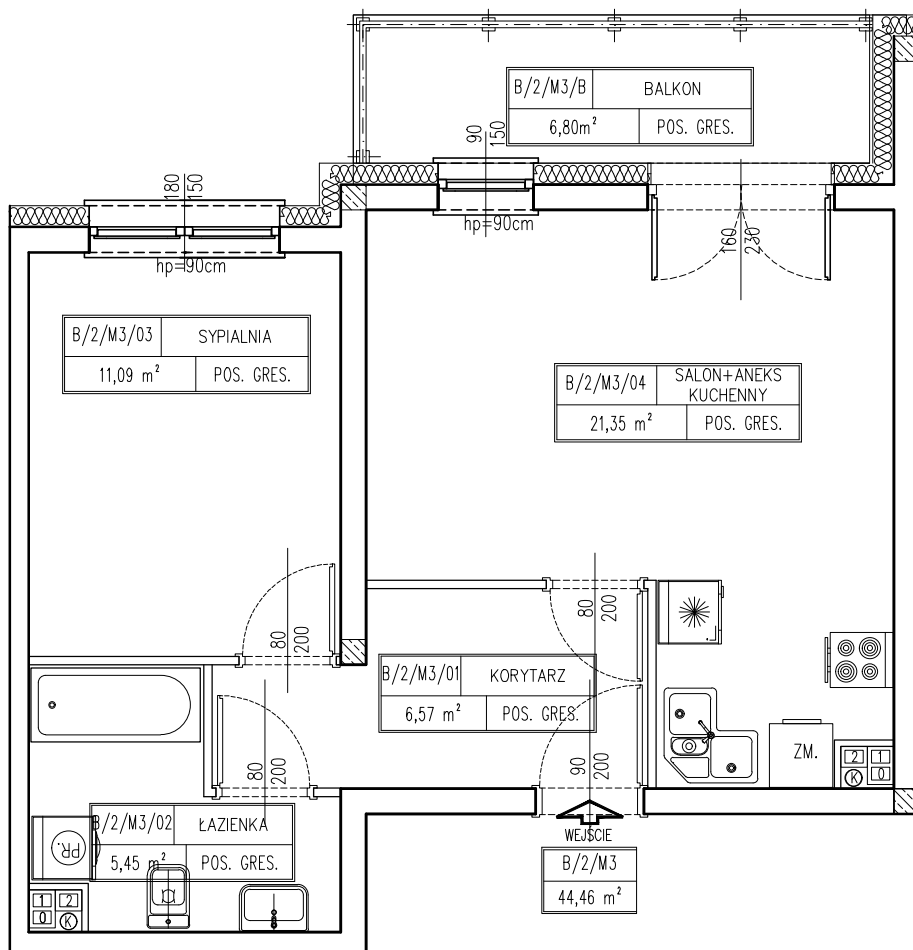 B/2/M3/B BALKON
6,80m² POS. GRES.
90
150
hp=90cm
180
150
hp=90cm
160
230
B/2/M3/03 SYPIALNIA
11,09 m² POS. GRES.
B/2/M3/04 SALON+ANEKS
KUCHENNY
21,35 m² POS. GRES.
80
200
80
200
B/2/M3/01 KORYTARZ
6,57 m² POS. GRES.
80
200
90
200
ZM.
2 1
K 0
B/2/M3/02 ŁAZIENKA
5,45 m² POS. GRES.
PR.
1 2
0 K
WEJŚCIE
B/2/M3
44,46 m²